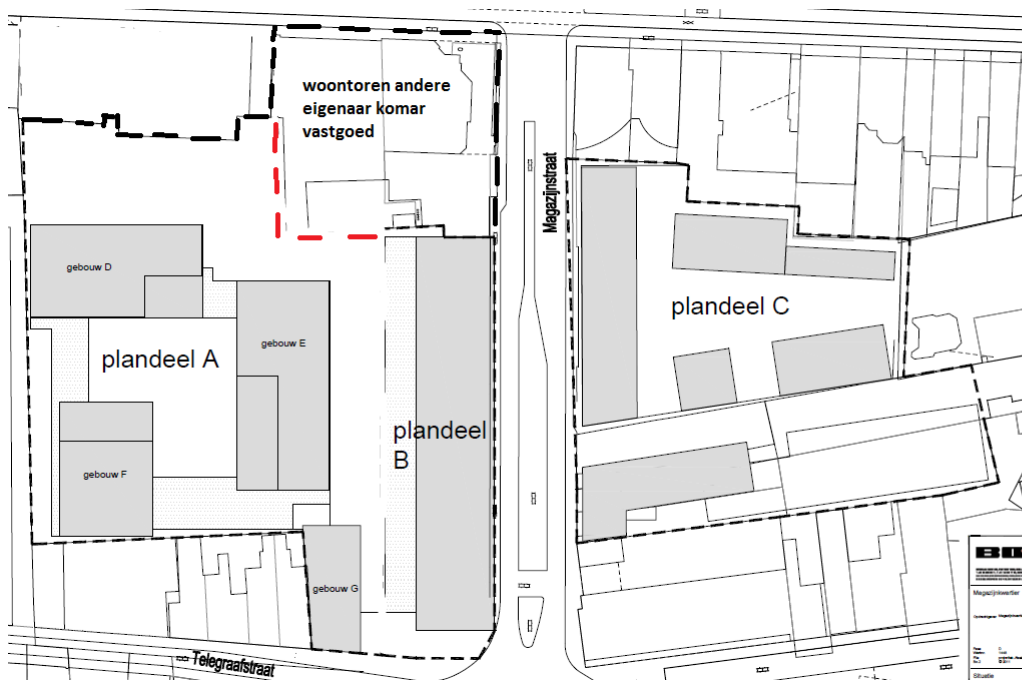 woontoren andere
eigenaar komar
vastgoed
Magazijnstraat
gebouw D
plandeel C
gebouw E
plandeel A
plandeel
B
gebouw F
gebouw G
Telegraafstraat
Magazijnkwartier
Situatie